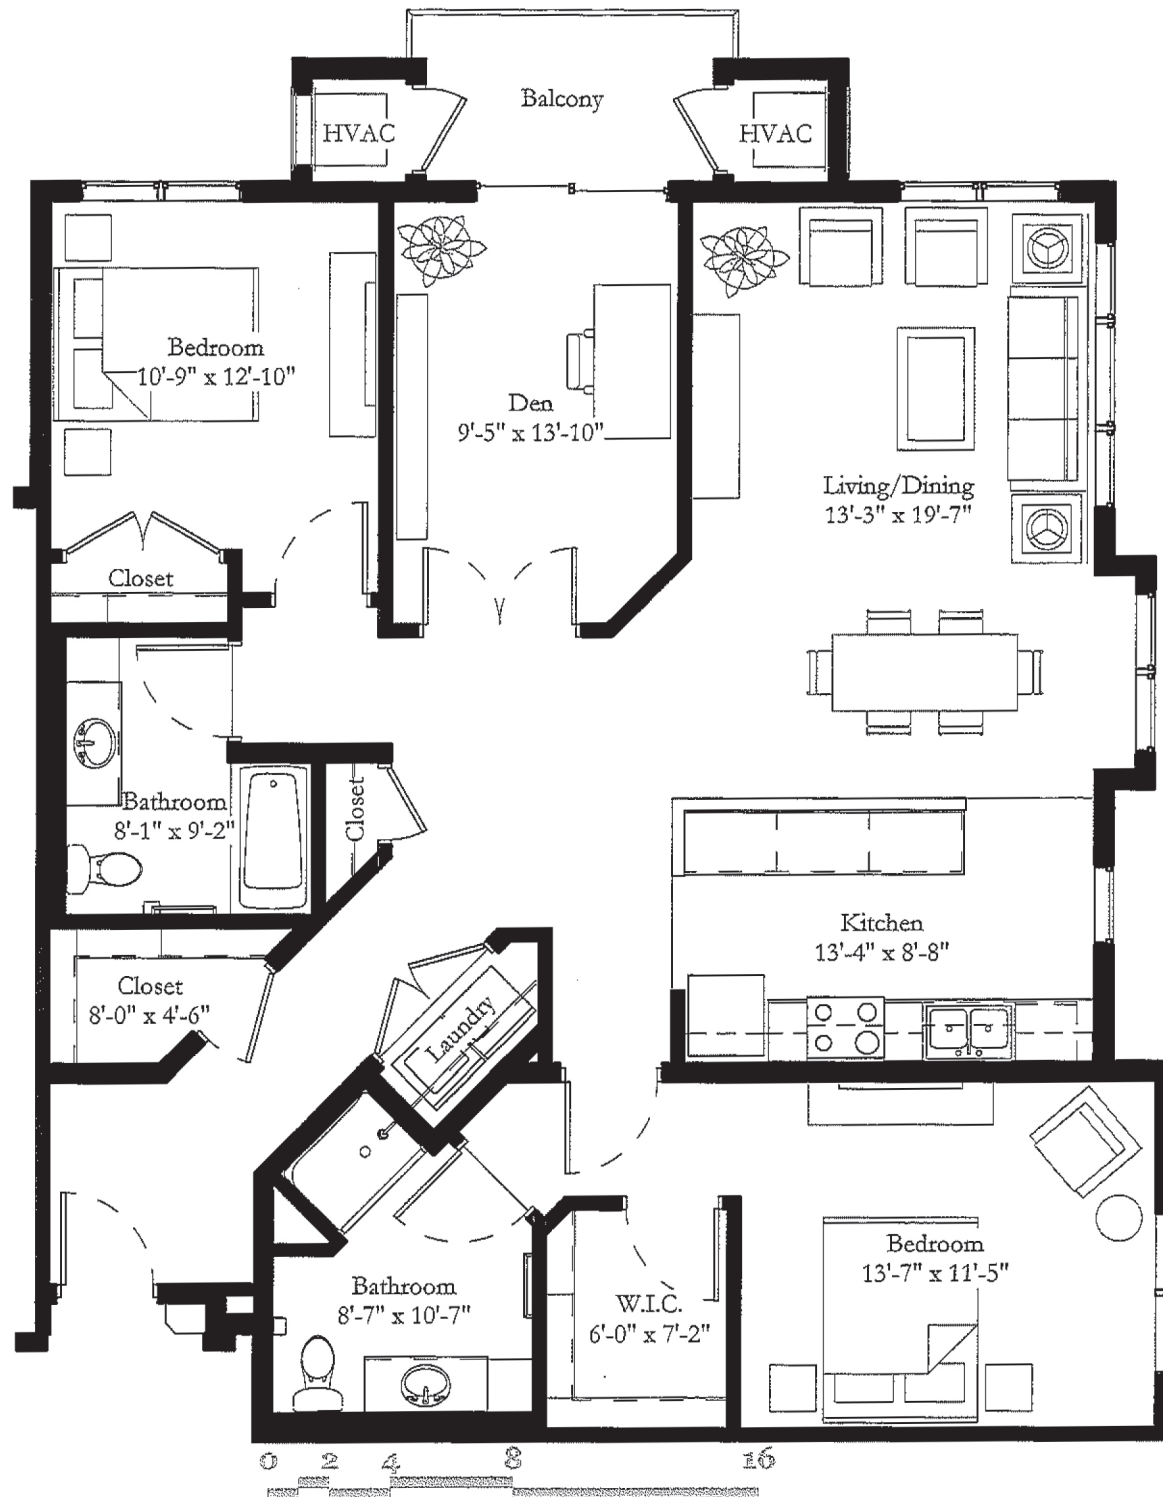 Balcony
HVAC
HVAC
Bedroom
10'-9" x 12'-10"
Den
9'-5" x 13'-10"
Living/Dining
13'-3" x 19'-7"
Closet
Bathroom
8'-1" x 9'-2"
Closet
Kitchen
13'-4" x 8'-8"
Closet
8'-0" x 4'-6"
Laundry
Bedroom
13'-7" x 11'-5"
Bathroom
8'-7" x 10'-7"
W.I.C.
6'-0" x 7'-2"
0 2 4 8 16